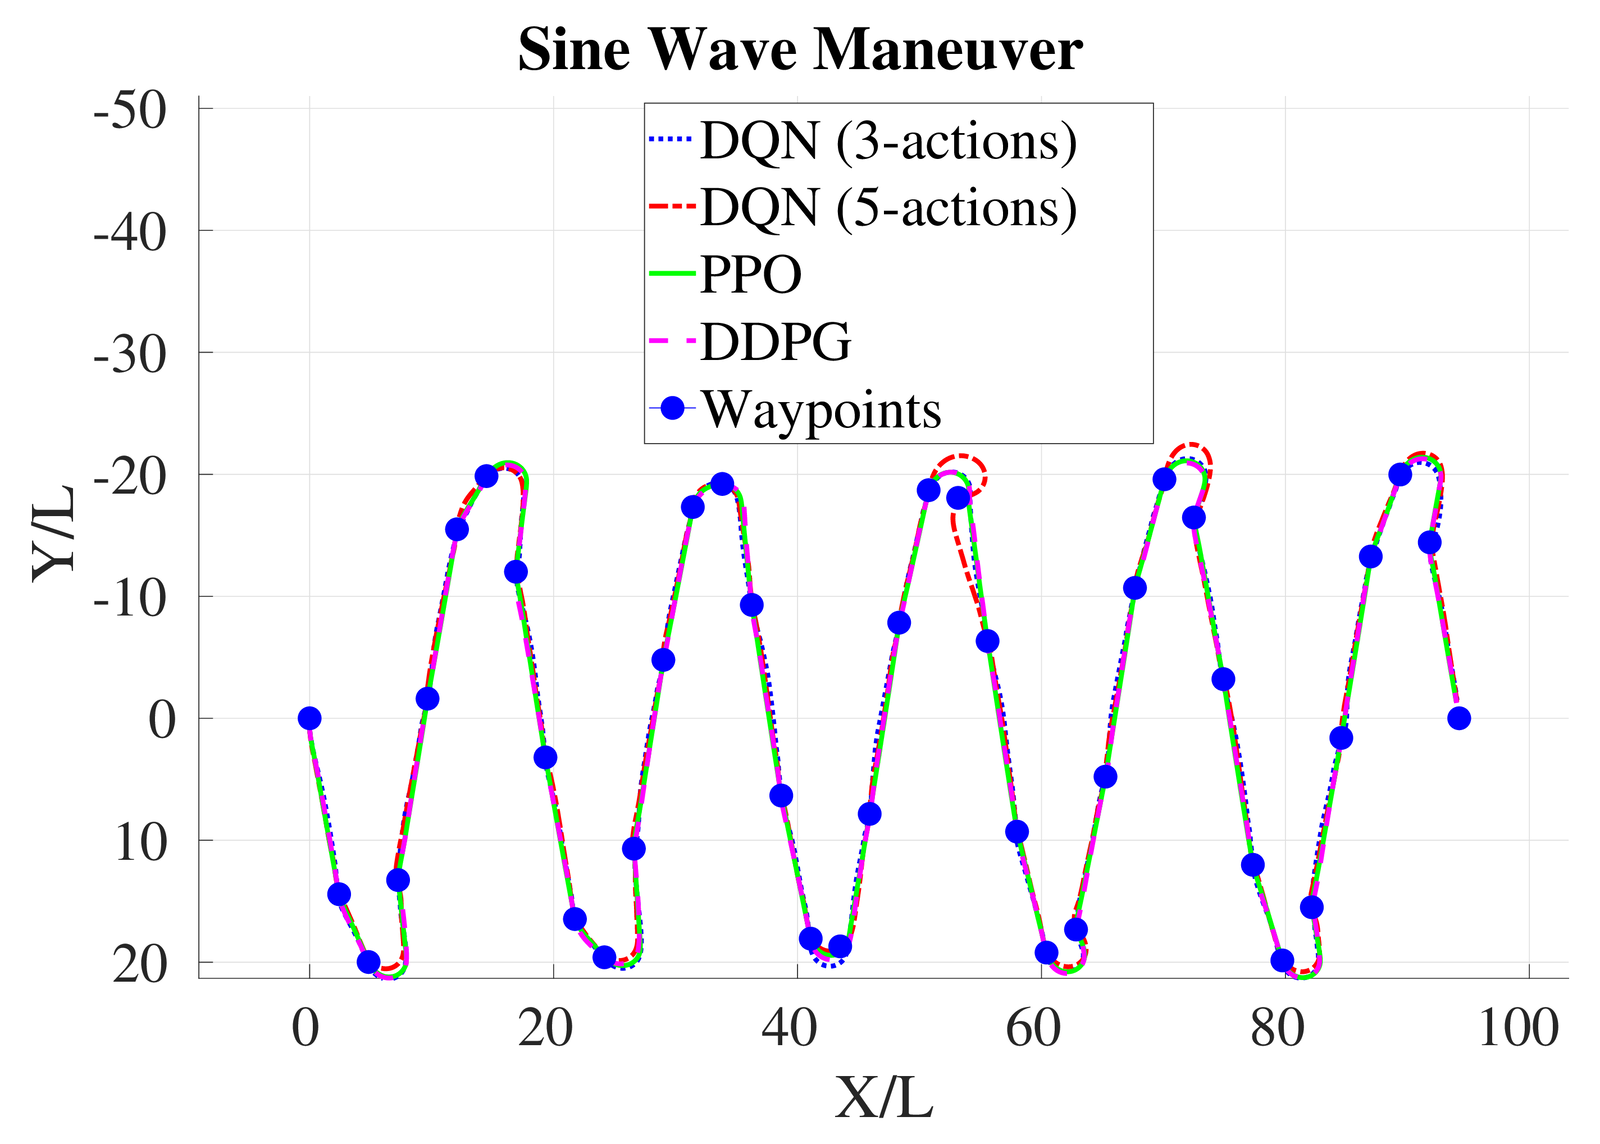 Sine Wave Maneuver
DQN (3-actions)
DQN (5-actions)
PPO
DDPG
Waypoints
Y/L
-50
-40
-30
-20
-10
0
10
20
0 20 40 60 80 100
X/L